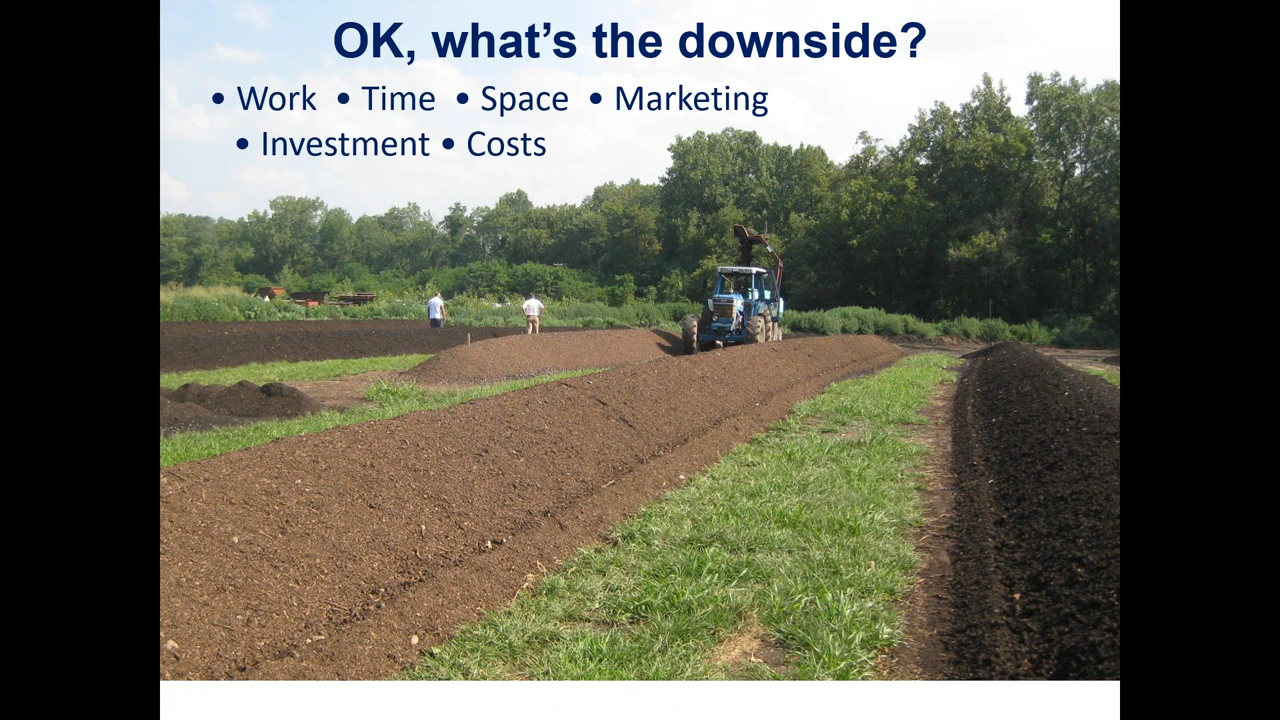 OK, what’s the downside?
• Work • Time • Space • Marketing
• Investment • Costs